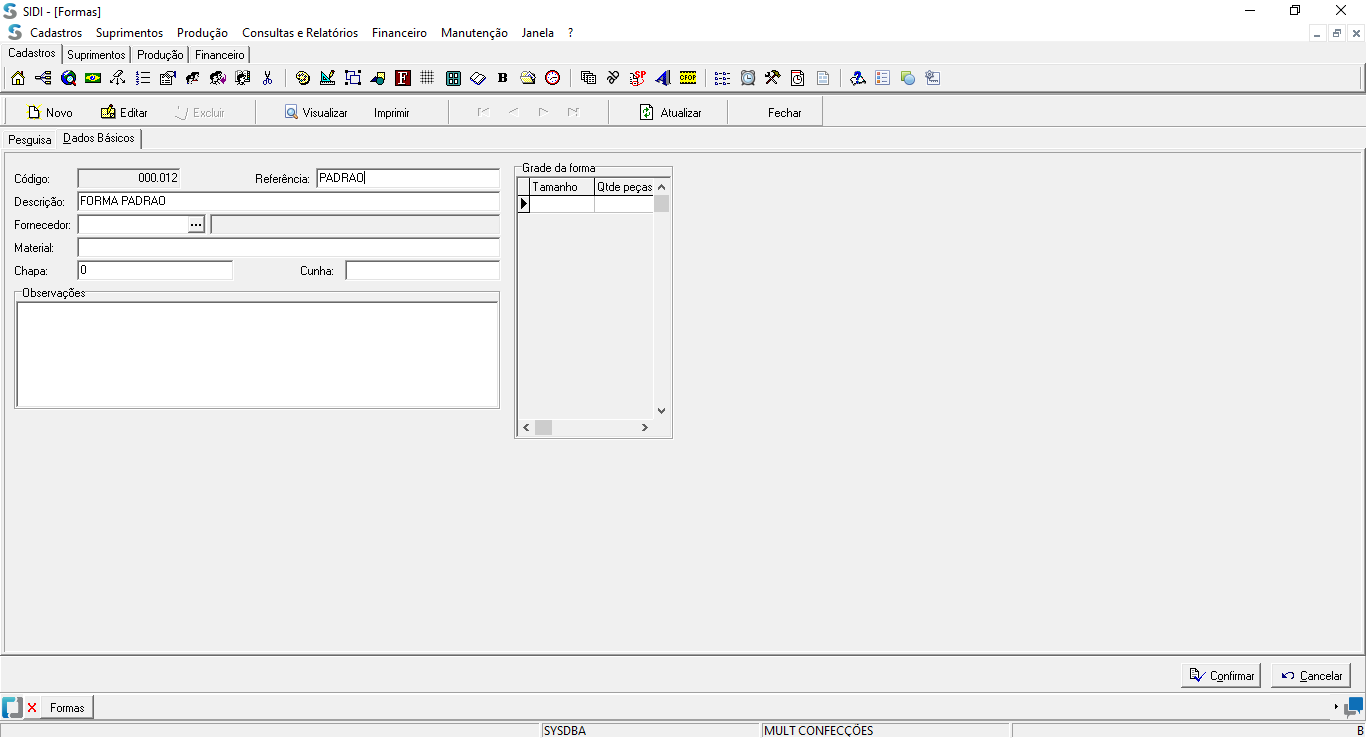 SIDI - [Formas]
Cadastros Suprimentos Produção Consultas e Relatórios Financeiro Manutenção Janela ?
Cadastros Suprimentos Produção Financeiro
F B SP CFOP
Novo Editar Excluir Visualizar Imprimir Atualizar Fechar
Pesquisa Dados Básicos
Código: 000.012 Referência: PADRAO
Descrição: FORMA PADRAO
Fornecedor: ...
Material:
Chapa: 0 Cunha:
Observações
Grade da forma
Tamanho Qtde peças
Confirmar Cancelar
Formas
SYSDBA MULT CONFECÇÕES B